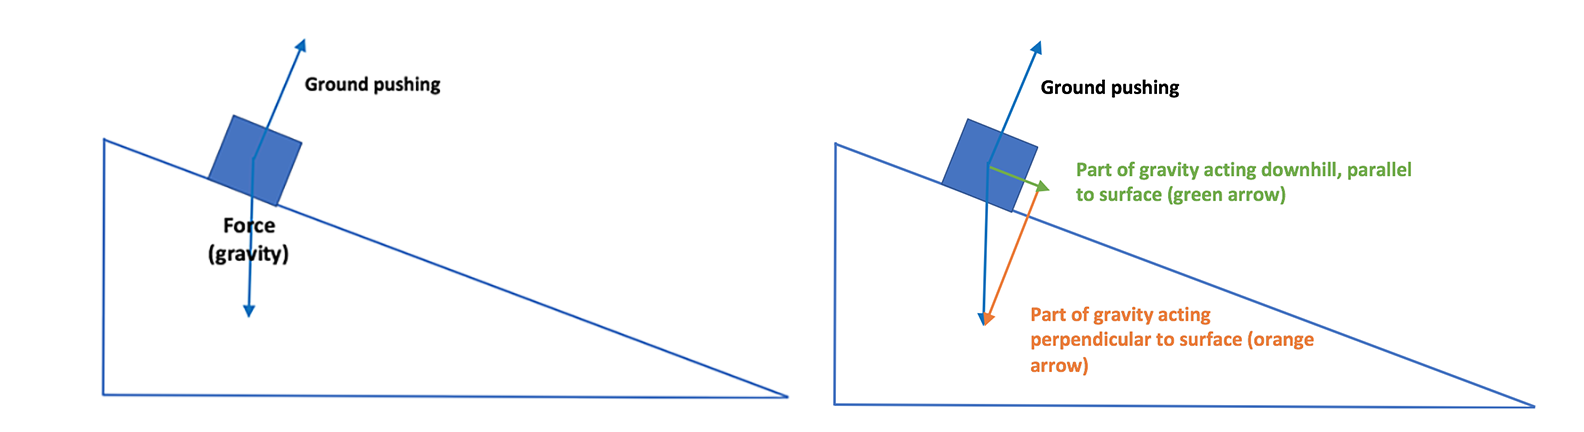 Ground pushing
Force
(gravity)
Ground pushing
Part of gravity acting downhill, parallel
to surface (green arrow)
Part of gravity acting
perpendicular to surface (orange
arrow)